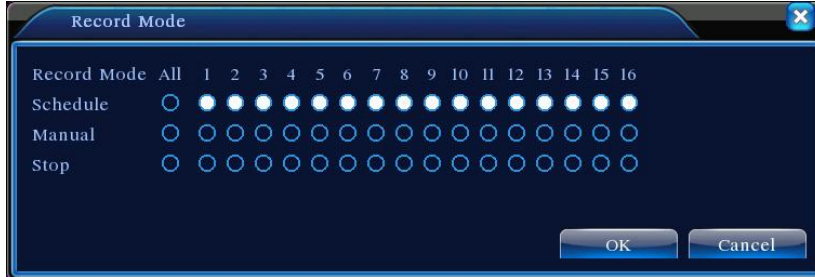 Record Mode
Record Mode All 1 2 3 4 5 6 7 8 9 10 11 12 13 14 15 16
Schedule
Manual
Stop
OK Cancel